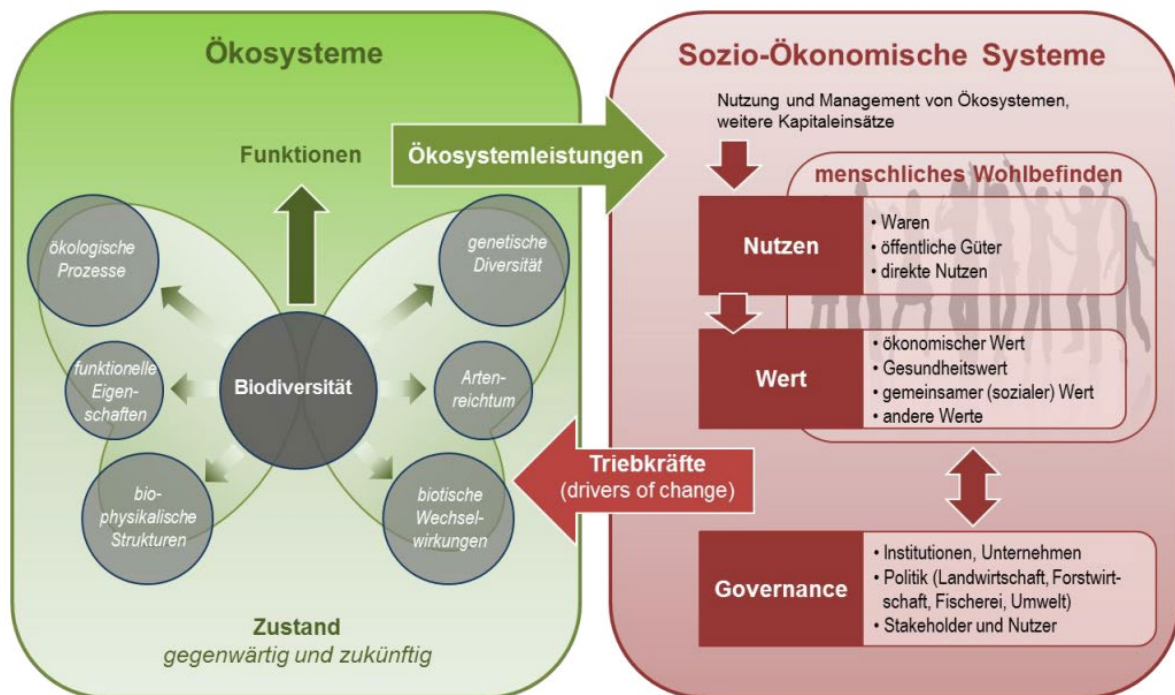 Ökosysteme
Funktionen
ökologische
Prozesse
genetische
Diversität
funktionelle
Eigen-
schaften
Biodiversität
Arten-
reichtum
bio-
physikalische
Strukturen
biotische
Wechsel-
wirkungen
Zustand
gegenwärtig und zukünftig
Ökosystemleistungen
Triebkräfte
(drivers of change)
Sozio-Ökonomische Systeme
Nutzung und Management von Ökosystemen,
weitere Kapitaleinsätze
menschliches Wohlbefinden
Nutzen
• Waren
• öffentliche Güter
• direkte Nutzen
Wert
• ökonomischer Wert
• Gesundheitswert
• gemeinsamer (sozialer) Wert
• andere Werte
Governance
• Institutionen, Unternehmen
• Politik (Landwirtschaft, Forstwirt-
schaft, Fischerei, Umwelt)
• Stakeholder und Nutzer